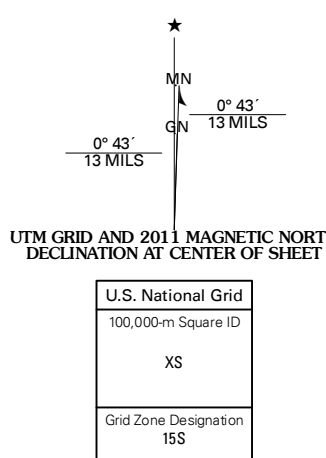 ★
MN
0° 43´
13 MILS
GN
0° 43´
13 MILS
UTM GRID AND 2011 MAGNETIC NORT
DECLINATION AT CENTER OF SHEET
U.S. National Grid
100,000-m Square ID
XS
Grid Zone Designation
15S